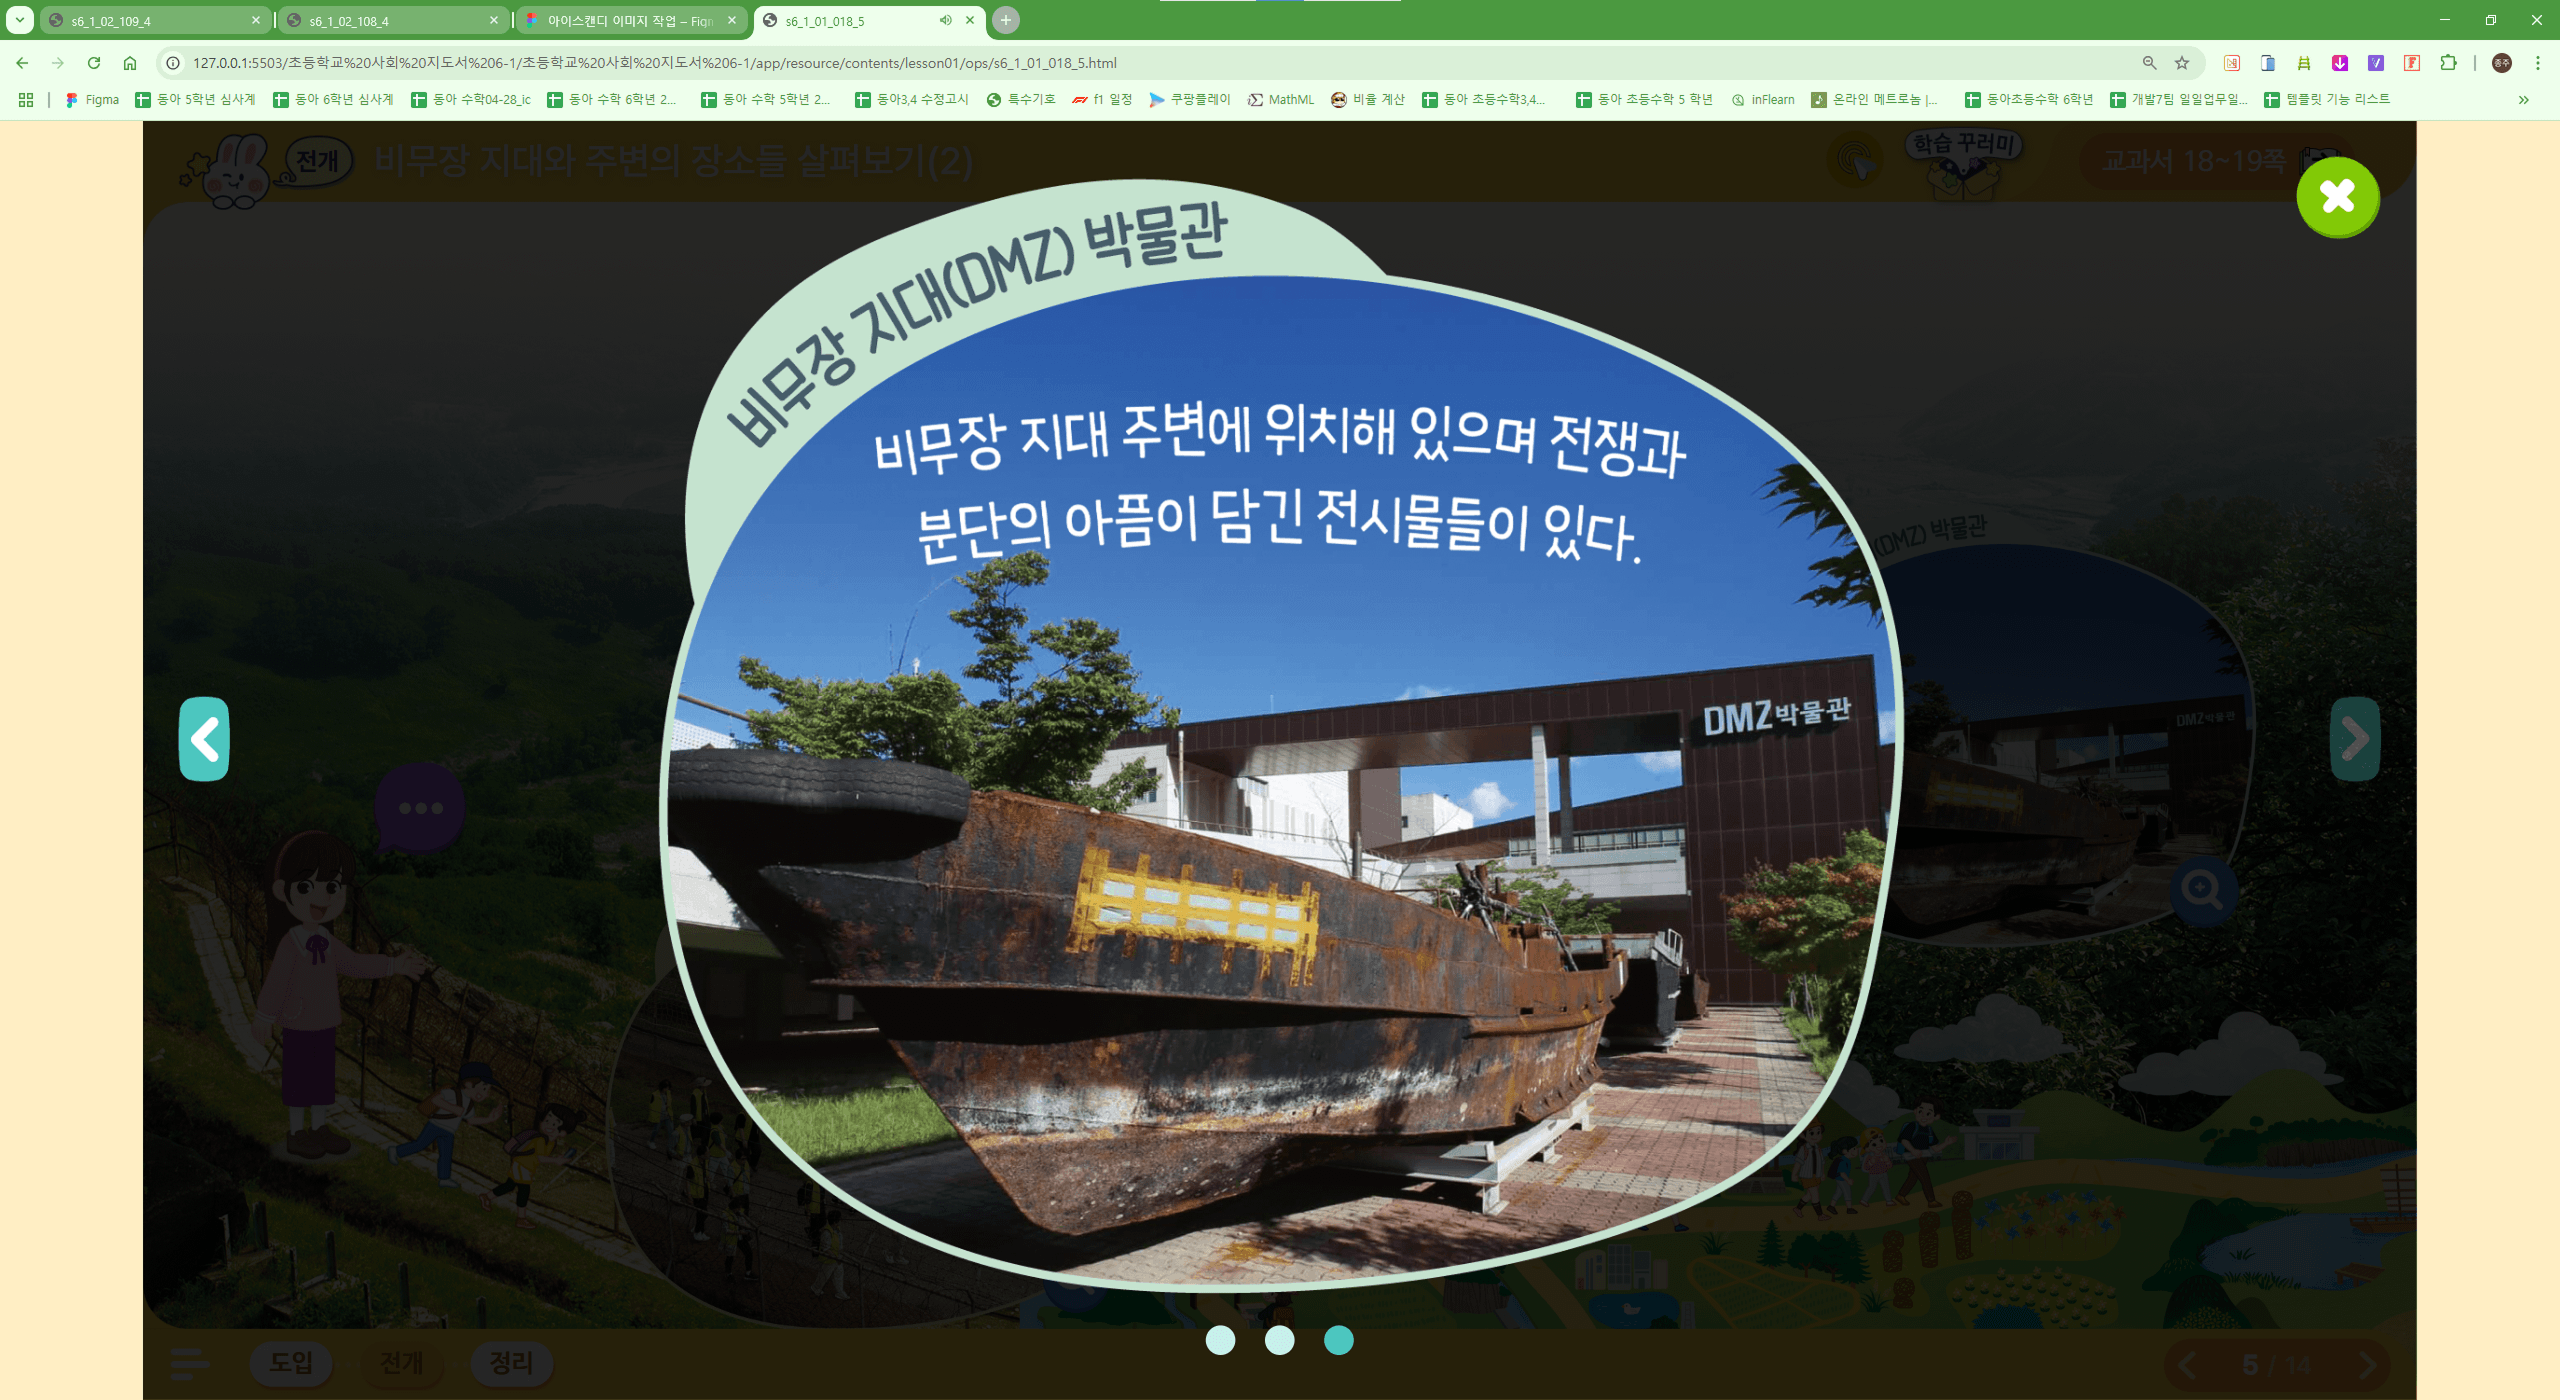 s6_1_02_109_4
s6_1_02_108_4
아이스캔디 이미지 작업 – Figm
s6_1_01_018_5
127.0.0.1:5503/초등학교%20사회%20지도서%206-1/초등학교%20사회%20지도서%206-1/app/resource/contents/lesson01/ops/s6_1_01_018_5.html
종주
Figma
동아 5학년 심사계
동아 6학년 심사계
동아 수학04-28_ic
동아 수학 6학년 2...
동아 수학 5학년 2...
동아3,4 수정고시
특수기호
f1 일정
쿠팡플레이
MathML
비율 계산
동아 초등수학3,4...
동아 초등수학 5 학년
inFlearn
온라인 메트로놈 |...
동아초등수학 6학년
개발7팀 일일업무일...
템플릿 기능 리스트
전개
비무장 지대와 주변의 장소들 살펴보기(2)
학습 꾸러미
교과서 18~19쪽
비무장 지대(DMZ) 박물관
비무장 지대 주변에 위치해 있으며 전쟁과
분단의 아픔이 담긴 전시물들이 있다.
DMZ박물관
(DMZ) 박물관
DMZ박물관
도입
전개
정리
5 / 14